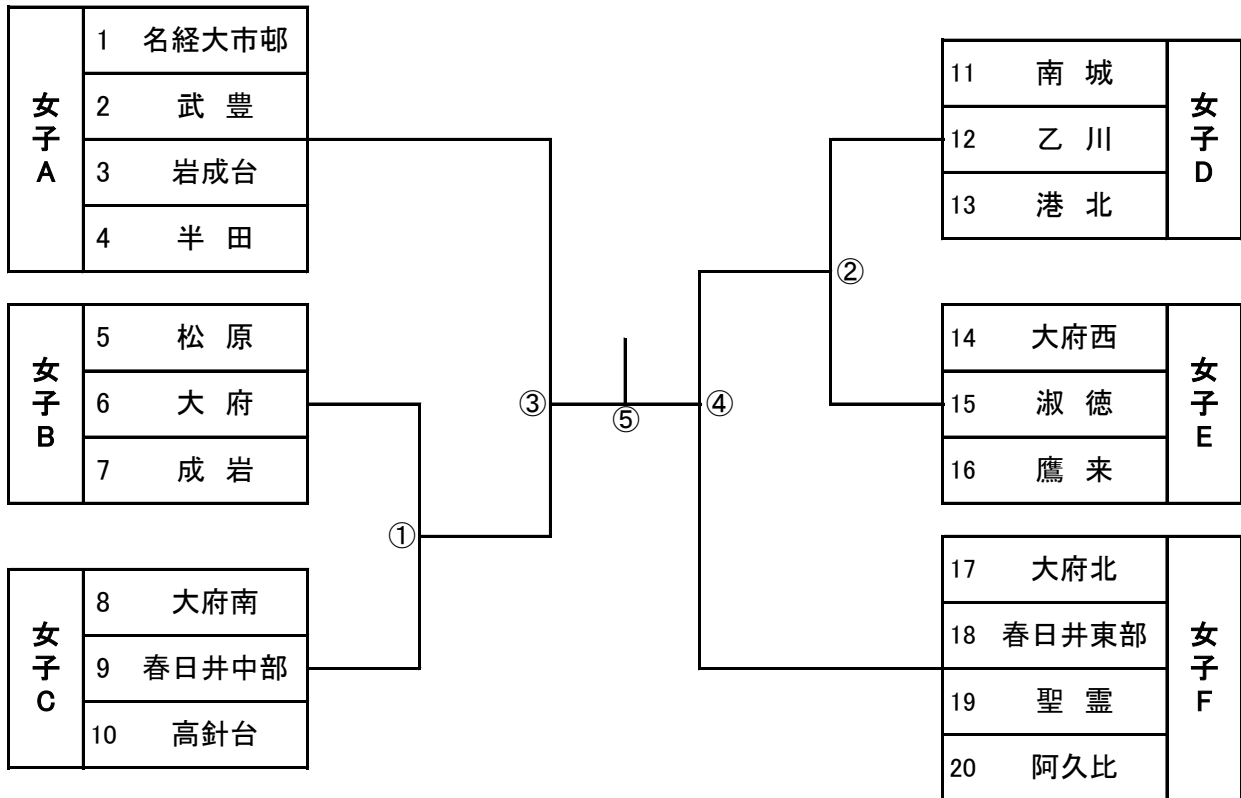 女子A
1 名経大市邨
2 武 豊
3 岩成台
4 半 田
女子B
5 松 原
6 大 府
7 成 岩
女子C
8 大府南
9 春日井中部
10 高針台
①
③
⑤
④
②
11 南 城
12 乙 川
13 港 北
女子D
14 大府西
15 淑 徳
16 鷹 来
女子E
17 大府北
18 春日井東部
19 聖 霊
20 阿久比
女子F